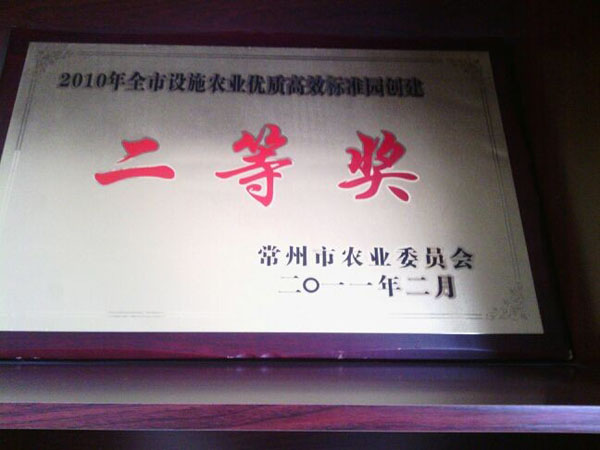 2010年全市设施农业优质高效标准园创建
二等奖
常州市农业委员会
二〇一一年二月